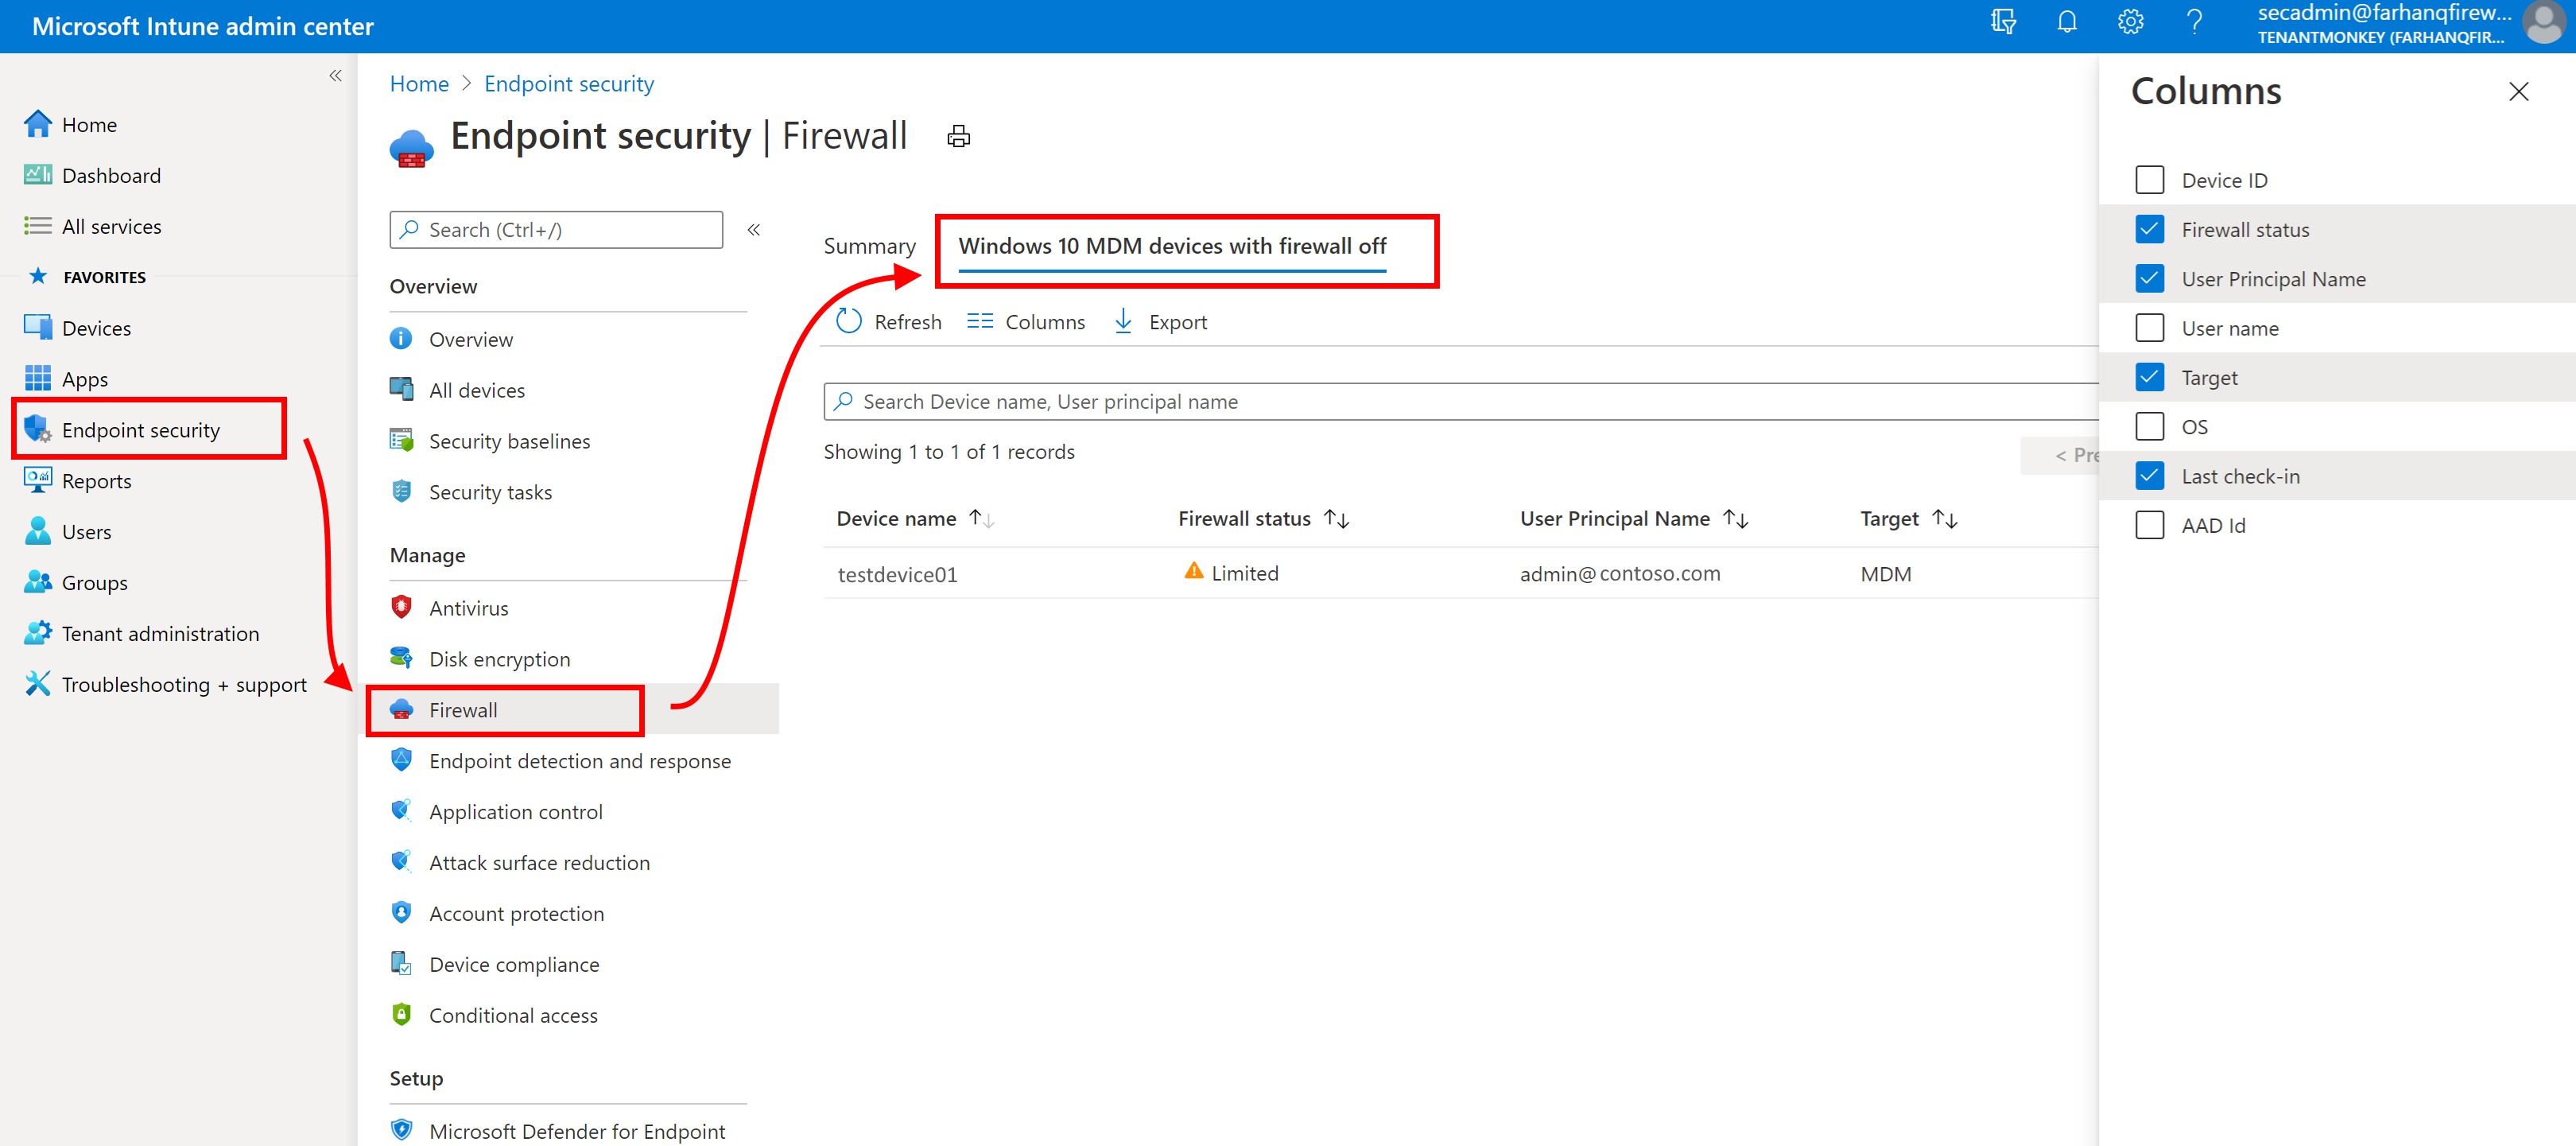 Microsoft Intune admin center
secadmin@farhanqfirew...
TENANTMONKEY (FARHANQFIR...
Home
Dashboard
All services
FAVORITES
Devices
Apps
Endpoint security
Reports
Users
Groups
Tenant administration
Troubleshooting + support
Home > Endpoint security
Endpoint security | Firewall
Search (Ctrl+/)
Overview
Overview
All devices
Security baselines
Security tasks
Manage
Antivirus
Disk encryption
Firewall
Endpoint detection and response
Application control
Attack surface reduction
Account protection
Device compliance
Conditional access
Setup
Microsoft Defender for Endpoint
Summary Windows 10 MDM devices with firewall off
Refresh Columns Export
Search Device name, User principal name
Showing 1 to 1 of 1 records
< Pre
Device name Firewall status User Principal Name Target
testdevice01 Limited admin@contoso.com MDM
Columns
Device ID
Firewall status
User Principal Name
User name
Target
OS
Last check-in
AAD Id